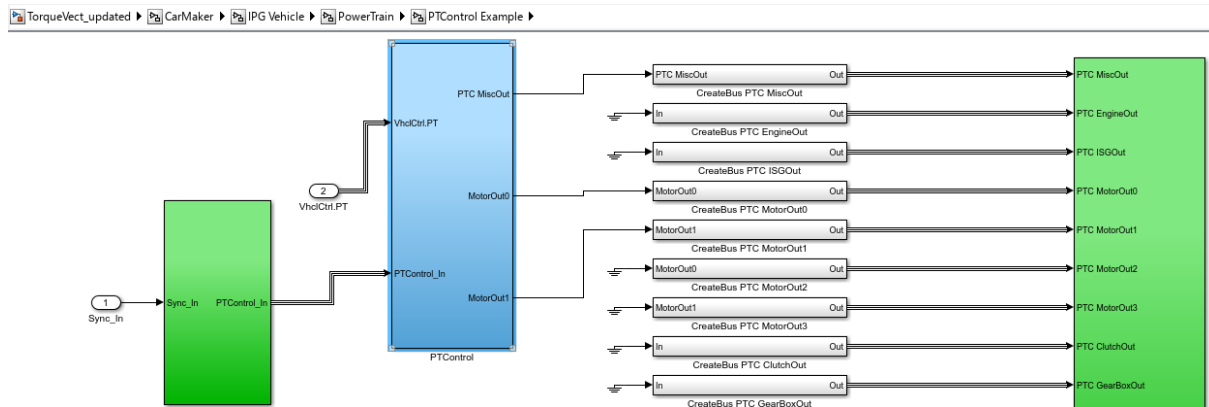 TorqueVect_updated CarMaker IPG Vehicle PowerTrain PTControl Example
PTC MiscOut
VhclCtrl.PT
MotorOut0
PTControl_In
MotorOut1
PTControl
2
VhclCtrl.PT
1
Sync_In
Sync_In PTControl_In
PTC MiscOut Out
CreateBus PTC MiscOut
In Out
CreateBus PTC EngineOut
In Out
CreateBus PTC ISGOut
MotorOut0 Out
CreateBus PTC MotorOut0
MotorOut1 Out
CreateBus PTC MotorOut1
MotorOut0 Out
CreateBus PTC MotorOut2
MotorOut1 Out
CreateBus PTC MotorOut3
In Out
CreateBus PTC ClutchOut
In Out
CreateBus PTC GearBoxOut
PTC MiscOut
PTC EngineOut
PTC ISGOut
PTC MotorOut0
PTC MotorOut1
PTC MotorOut2
PTC MotorOut3
PTC ClutchOut
PTC GearBoxOut